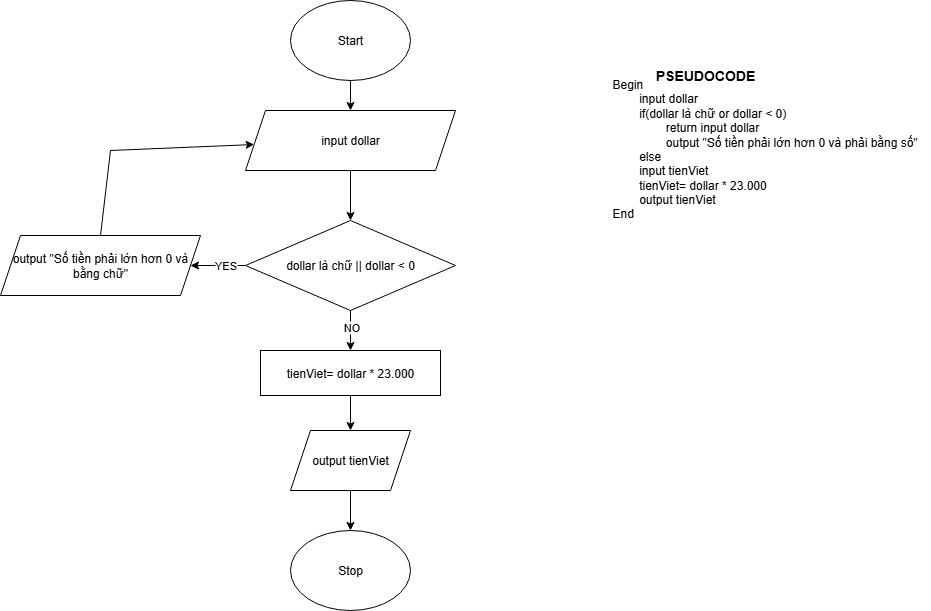 Start
input dollar
output "Số tiền phải lớn hơn 0 và
bằng chữ"
YES
dollar là chữ || dollar < 0
NO
tienViet= dollar * 23.000
output tienViet
Stop
PSEUDOCODE
Begin
input dollar
if(dollar là chữ or dollar < 0)
return input dollar
output "Số tiền phải lớn hơn 0 và phải bằng số"
else
input tienViet
tienViet= dollar * 23.000
output tienViet
End